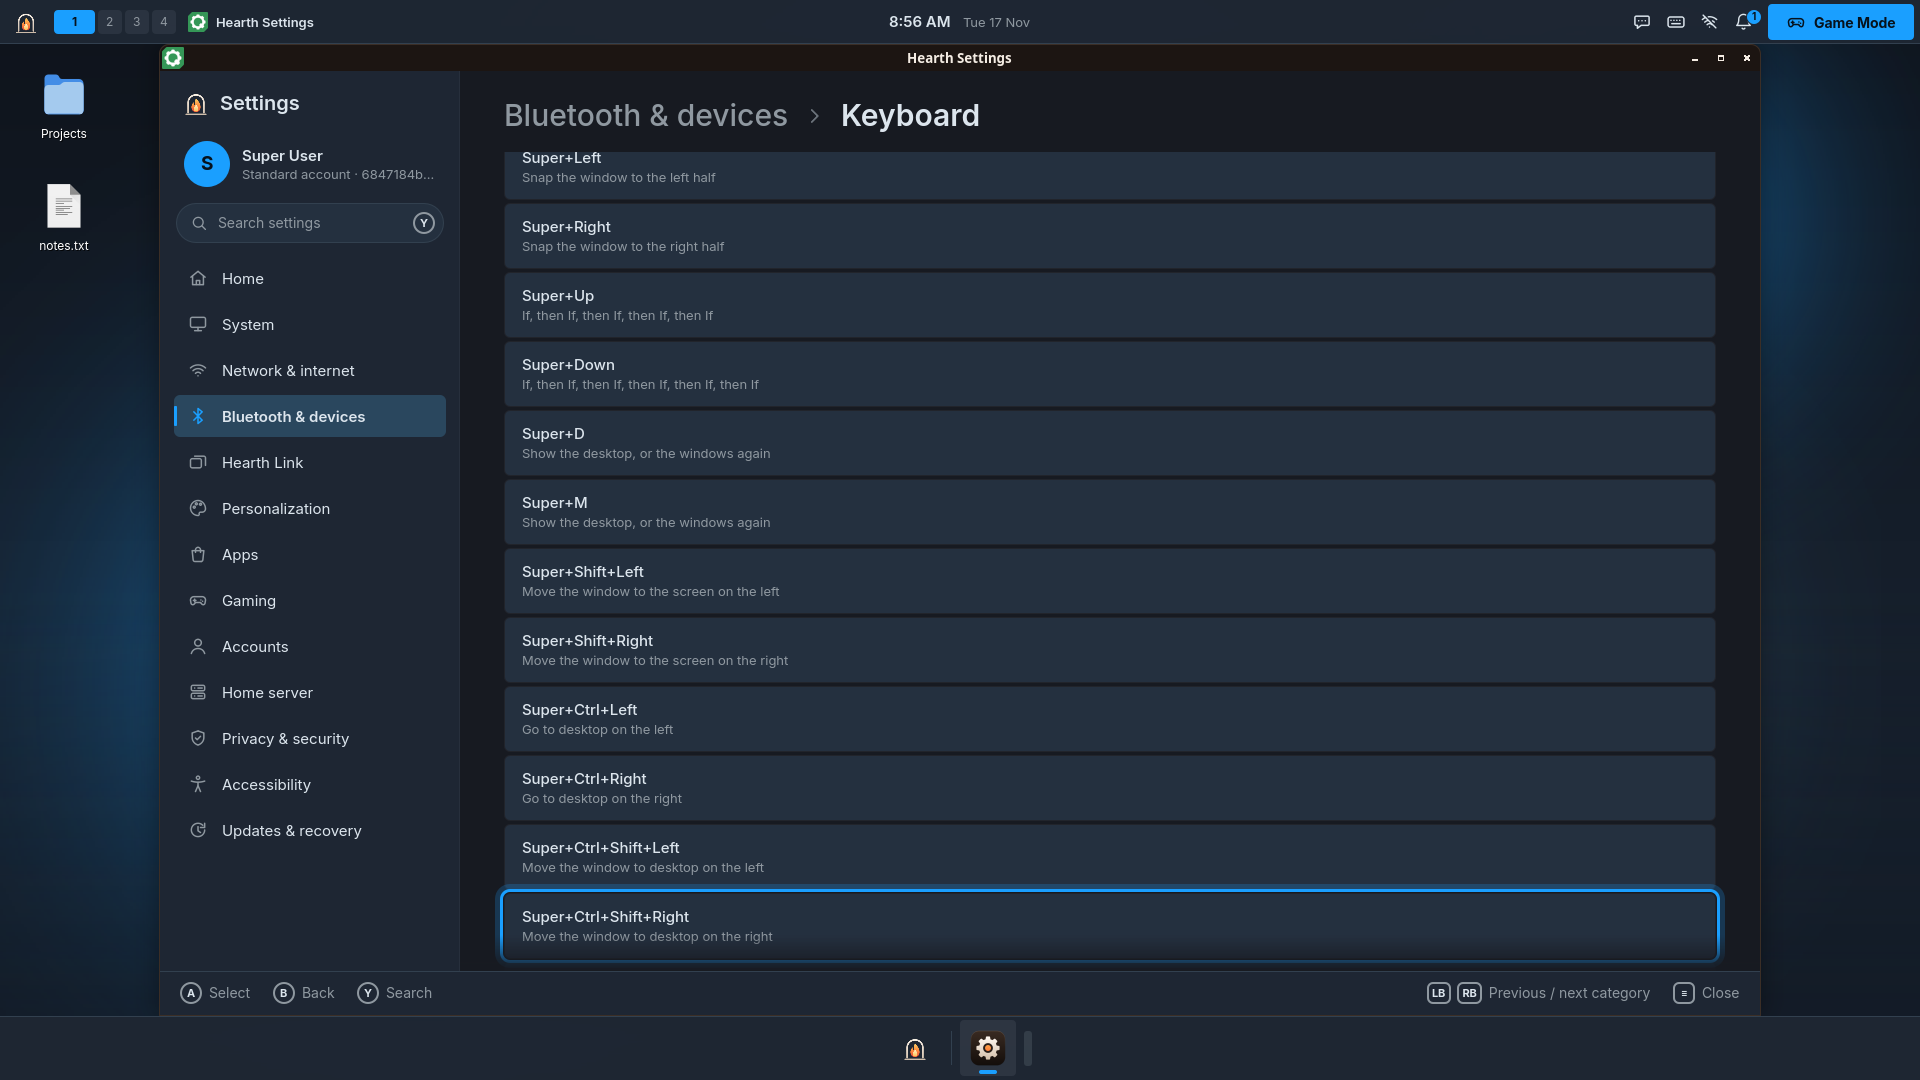 1 2 3 4 Hearth Settings 8:56 AM Tue 17 Nov 1 Game Mode
Hearth Settings
Projects
notes.txt
Settings
S Super User
Standard account · 6847184b...
Search settings Y
Home
System
Network & internet
Bluetooth & devices
Hearth Link
Personalization
Apps
Gaming
Accounts
Home server
Privacy & security
Accessibility
Updates & recovery
Bluetooth & devices > Keyboard
Super+Left
Snap the window to the left half
Super+Right
Snap the window to the right half
Super+Up
If, then If, then If, then If, then If
Super+Down
If, then If, then If, then If, then If, then If
Super+D
Show the desktop, or the windows again
Super+M
Show the desktop, or the windows again
Super+Shift+Left
Move the window to the screen on the left
Super+Shift+Right
Move the window to the screen on the right
Super+Ctrl+Left
Go to desktop on the left
Super+Ctrl+Right
Go to desktop on the right
Super+Ctrl+Shift+Left
Move the window to desktop on the left
Super+Ctrl+Shift+Right
Move the window to desktop on the right
A Select B Back Y Search LB RB Previous / next category Close